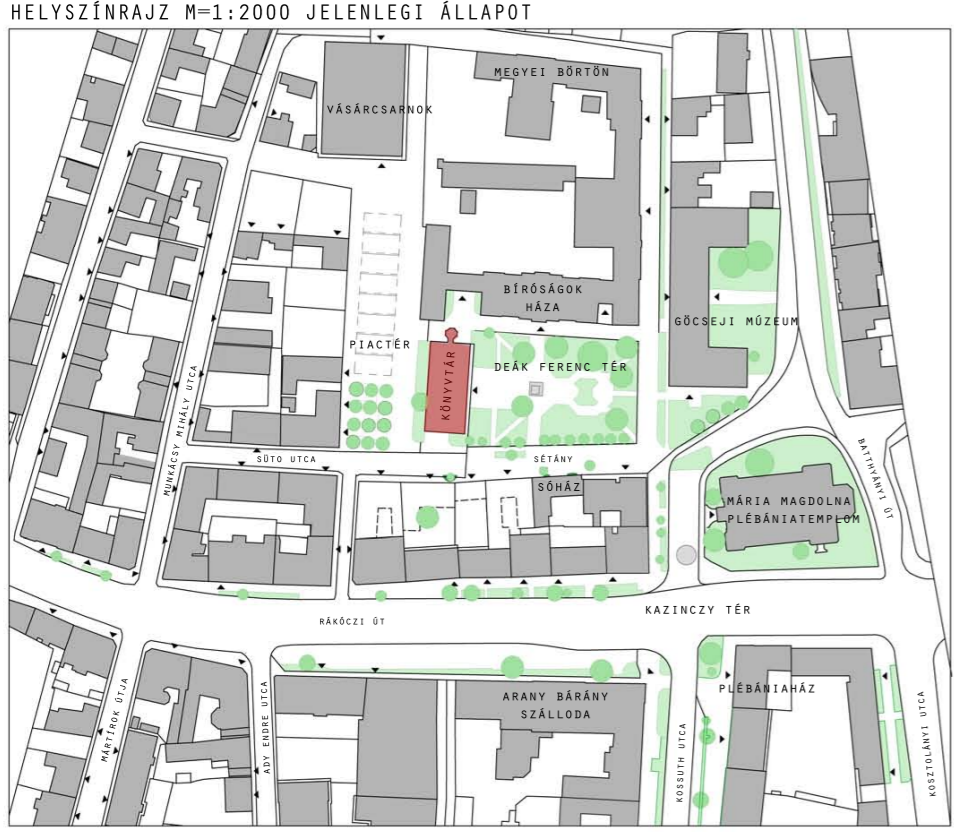 HELYSZÍNRAJZ M=1:2000 JELENLEGI ÁLLAPOT
MEGYEI BÖRTÖN
VÁSÁRCSARNOK
BÍRÓSÁGOK
HÁZA
GÖCSEJI MÚZEUM
PIACTÉR
KÖNYVTÁR
DEÁK FERENC TÉR
MUNKÁCSY MIHÁLY UTCA
SÜTO UTCA
SÉTÁNY
SÓHÁZ
BATTHYÁNYI ÚT
MÁRIA MAGDOLNA
PLÉBÁNIATEMPLOM
KAZINCZY TÉR
RÁKÓCZI ÚT
MÁRTÍROK ÚTJA
ADY ENDRE UTCA
ARANY BÁRÁNY
SZÁLLODA
PLÉBÁNIAHÁZ
KOSSUTH UTCA
KOSZTOLÁNYI UTCA